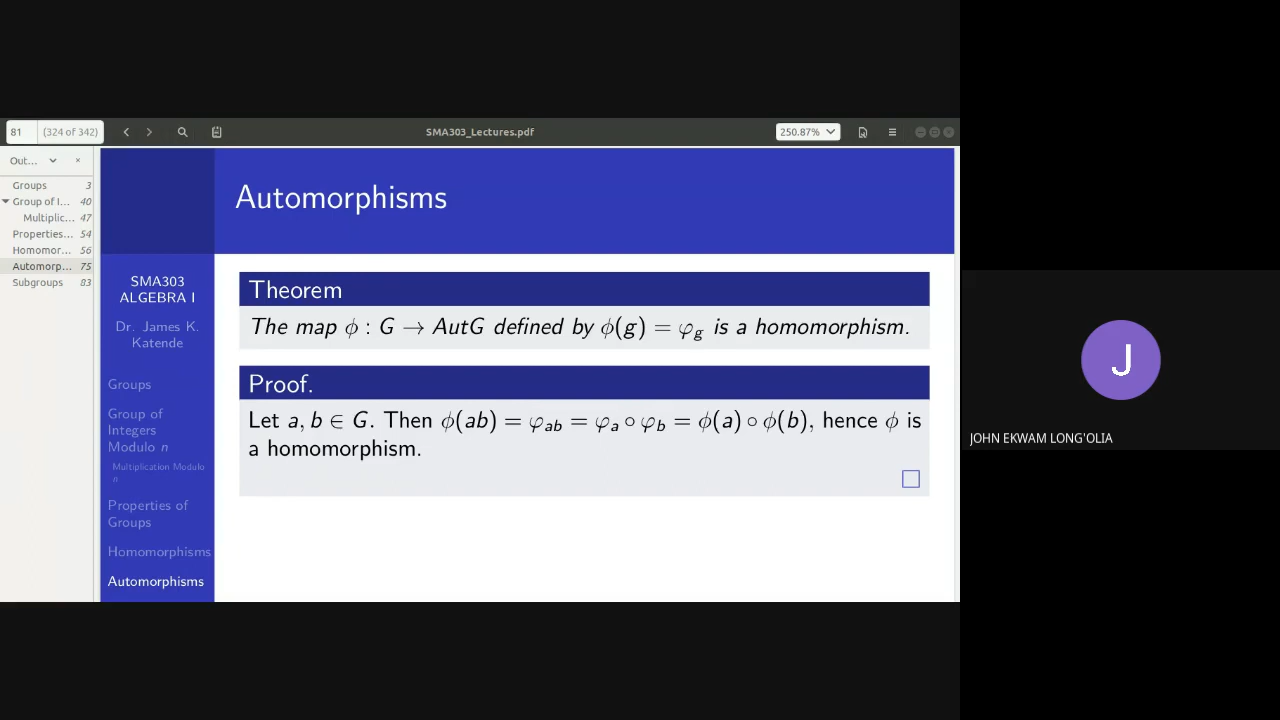 81 (324 of 342) SMA303_Lectures.pdf 250.87%
Out... ×
Groups 3
Group of I... 40
Multiplic... 47
Properties... 54
Homomor... 56
Automorp... 75
Subgroups 83
SMA303
ALGEBRA I
Dr. James K.
Katende
Groups
Group of
Integers
Modulo n
Multiplication Modulo
n
Properties of
Groups
Homomorphisms
Automorphisms
Automorphisms
Theorem
The map ϕ : G → AutG defined by ϕ(g) = φ_g is a homomorphism.
Proof.
Let a, b ∈ G. Then ϕ(ab) = φ_ab = φ_a ∘ φ_b = ϕ(a) ∘ ϕ(b), hence ϕ is
a homomorphism.
J
JOHN EKWAM LONG'OLIA